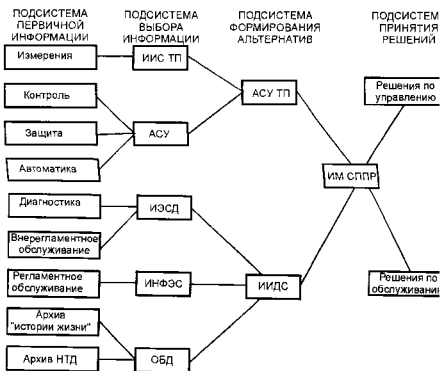 ПОДСИСТЕМА
ПЕРВИЧНОЙ
ИНФОРМАЦИИ
ПОДСИСТЕМА
ВЫБОРА
ИНФОРМАЦИИ
ПОДСИСТЕМА
ФОРМИРОВАНИЯ
АЛЬТЕРНАТИВ
ПОДСИСТЕМ
ПРИНЯТИЯ
РЕШЕНИЙ
Измерения
ИИС ТП
Контроль
АСУ ТП
Решения по
управлению
Защита
АСУ
Автоматика
ИМ СППР
Диагностика
ИЭСД
Внерегламентное
обслуживание
Регламентное
обслуживание
ИНФЭС
ИИДС
Решения по
обслуживани
Архив
"истории жизни"
Архив НТД
ОБД